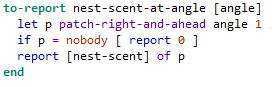 to-report nest-scent-at-angle [angle]
  let p patch-right-and-ahead angle 1
  if p = nobody [ report 0 ]
  report [nest-scent] of p
end